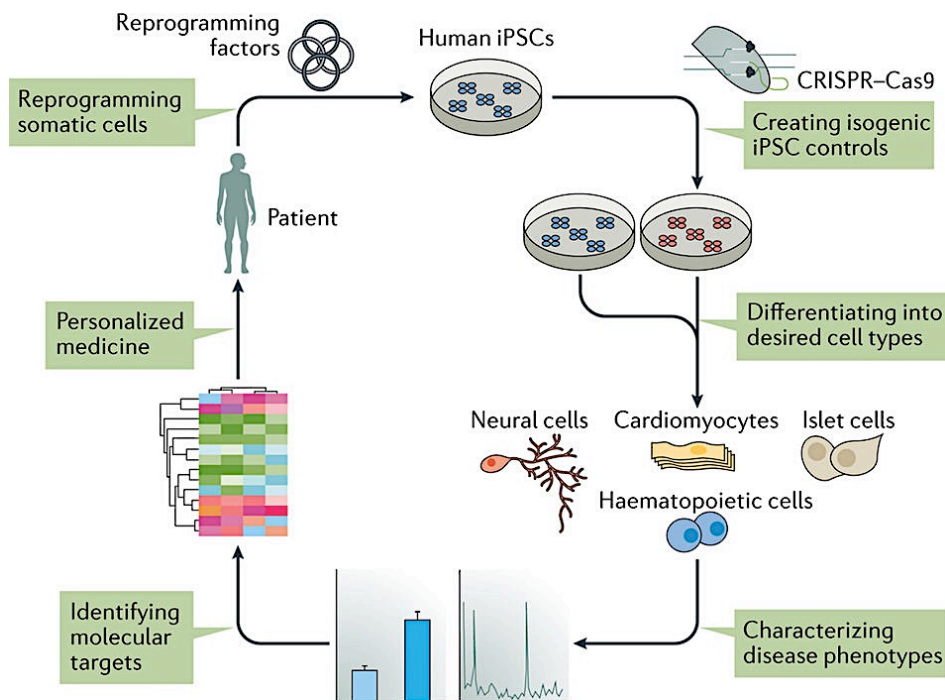 Reprogramming
factors
Human iPSCs
CRISPR–Cas9
Reprogramming
somatic cells
Creating isogenic
iPSC controls
Patient
Personalized
medicine
Differentiating into
desired cell types
Neural cells
Cardiomyocytes
Islet cells
Haematopoietic cells
Identifying
molecular
targets
Characterizing
disease phenotypes